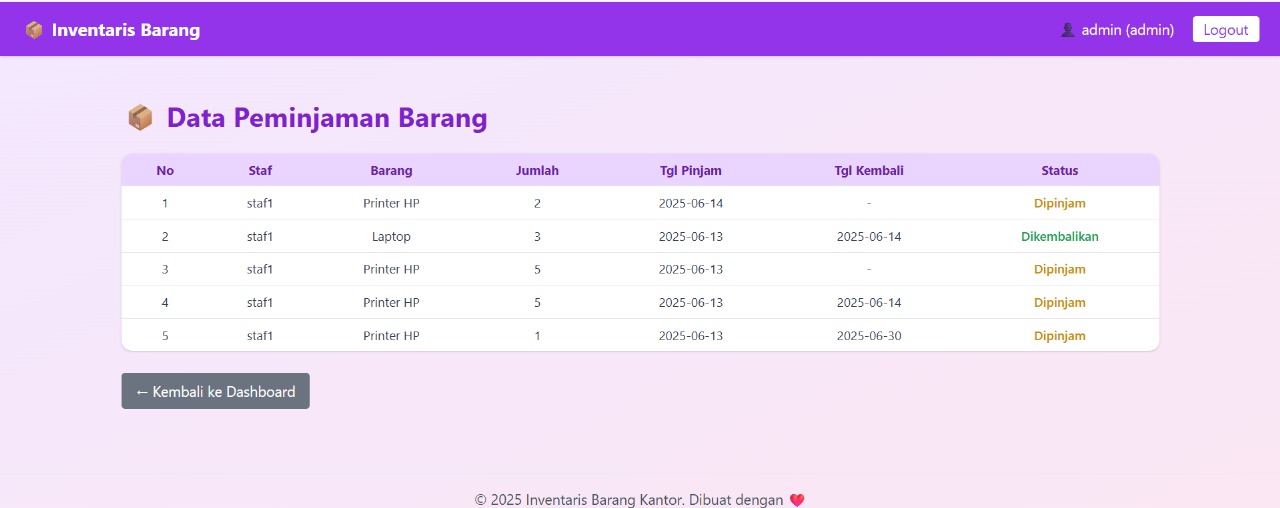 📦 Inventaris Barang 👤 admin (admin) Logout
📦 Data Peminjaman Barang
No Staf Barang Jumlah Tgl Pinjam Tgl Kembali Status
1 staf1 Printer HP 2 2025-06-14 - Dipinjam
2 staf1 Laptop 3 2025-06-13 2025-06-14 Dikembalikan
3 staf1 Printer HP 5 2025-06-13 - Dipinjam
4 staf1 Printer HP 5 2025-06-13 2025-06-14 Dipinjam
5 staf1 Printer HP 1 2025-06-13 2025-06-30 Dipinjam
← Kembali ke Dashboard
© 2025 Inventaris Barang Kantor. Dibuat dengan ❤️